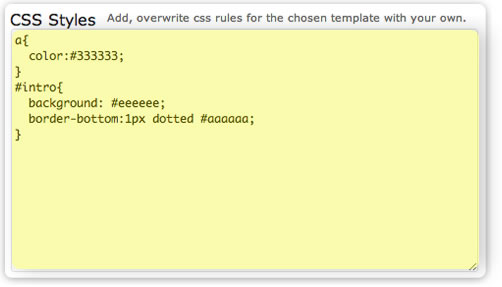 CSS Styles Add, overwrite css rules for the chosen template with your own.
a{
  color:#333333;
}
#intro{
  background: #eeeeee;
  border-bottom:1px dotted #aaaaaa;
}